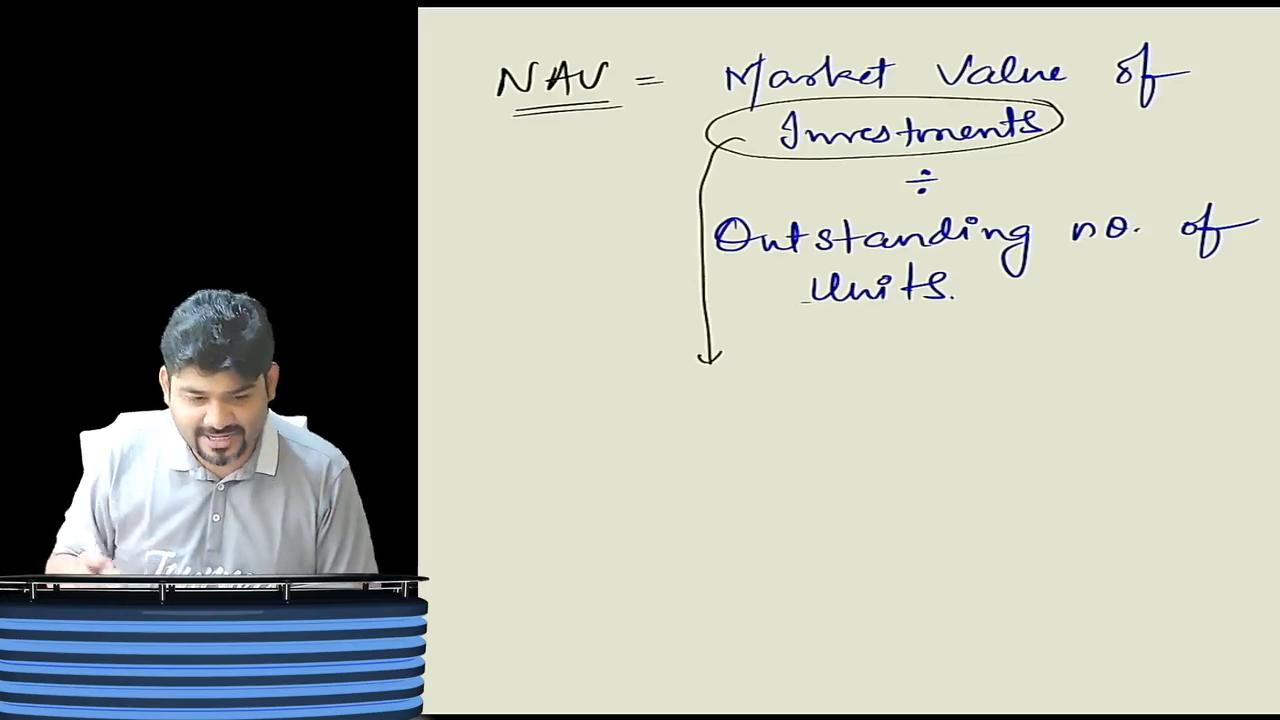 NAV = Market Value of
Investments
÷
Outstanding no. of
Units.